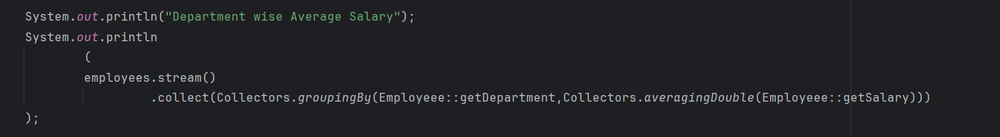 System.out.println("Department wise Average Salary");
System.out.println
(
employees.stream()
.collect(Collectors.groupingBy(Employeee::getDepartment,Collectors.averagingDouble(Employeee::getSalary)))
);